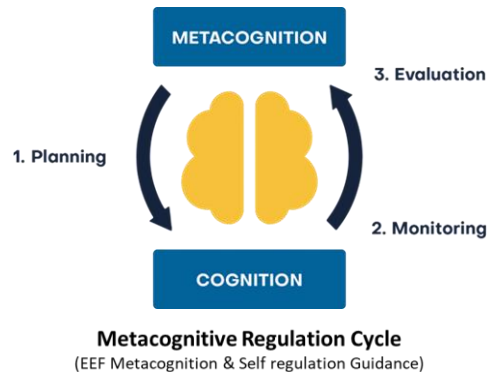 METACOGNITION
3. Evaluation
1. Planning
2. Monitoring
COGNITION
Metacognitive Regulation Cycle
(EEF Metacognition & Self regulation Guidance)